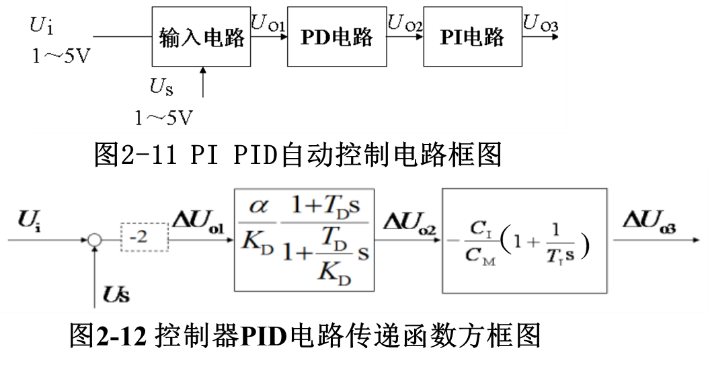 Ui 1～5V 输入电路 UO1 PD电路 UO2 PI电路 UO3
Us
1～5V
图2-11 PI PID自动控制电路框图
Ui -2 ΔUo1 α/KD (1+TDs)/(1+(TD/KD)s) ΔUo2 -CI/CM(1+1/(TIs)) ΔUo3
Us
图2-12 控制器PID电路传递函数方框图